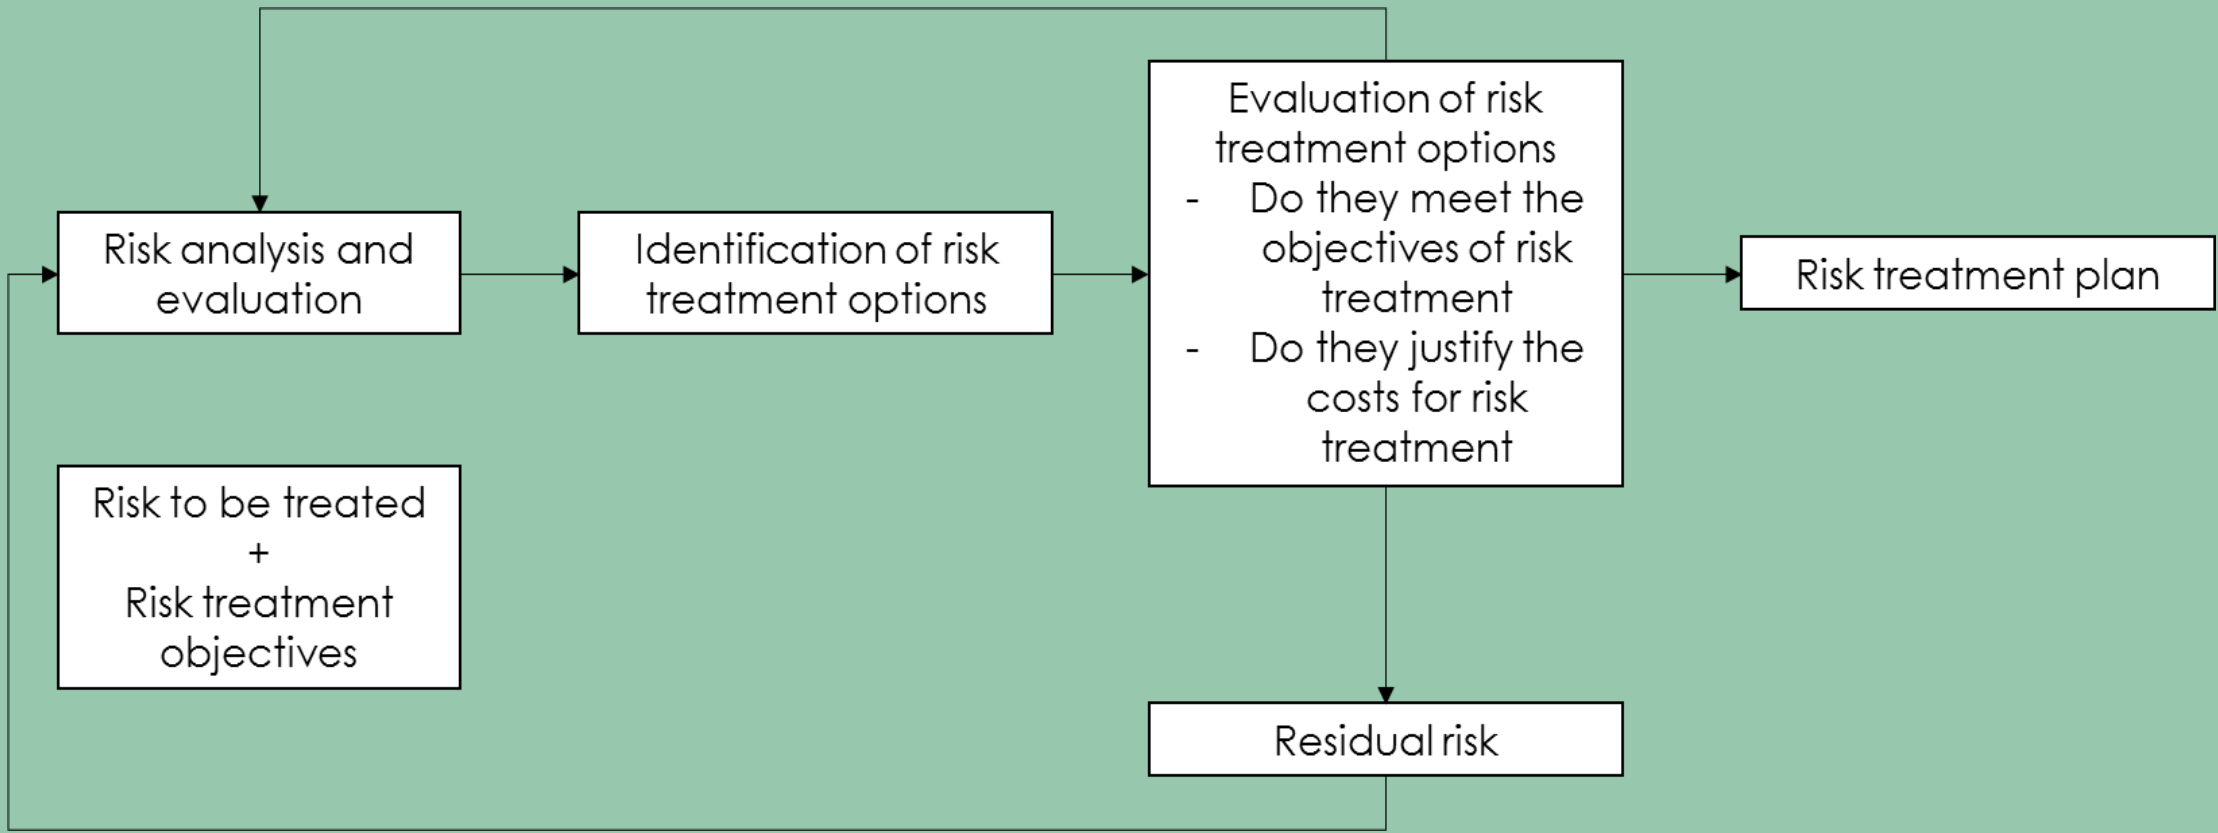 Risk analysis and
evaluation
Identification of risk
treatment options
Evaluation of risk
treatment options
- Do they meet the
objectives of risk
treatment
- Do they justify the
costs for risk
treatment
Risk treatment plan
Risk to be treated
+
Risk treatment
objectives
Residual risk